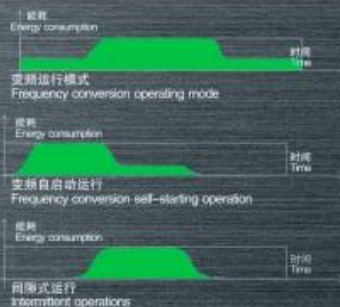 能耗
Energy consumption
时间
Time
变频运行模式
Frequency conversion operating mode
能耗
Energy consumption
时间
Time
变频自启动运行
Frequency conversion self-starting operation
能耗
Energy consumption
时间
Time
间隙式运行
Intermittent operations